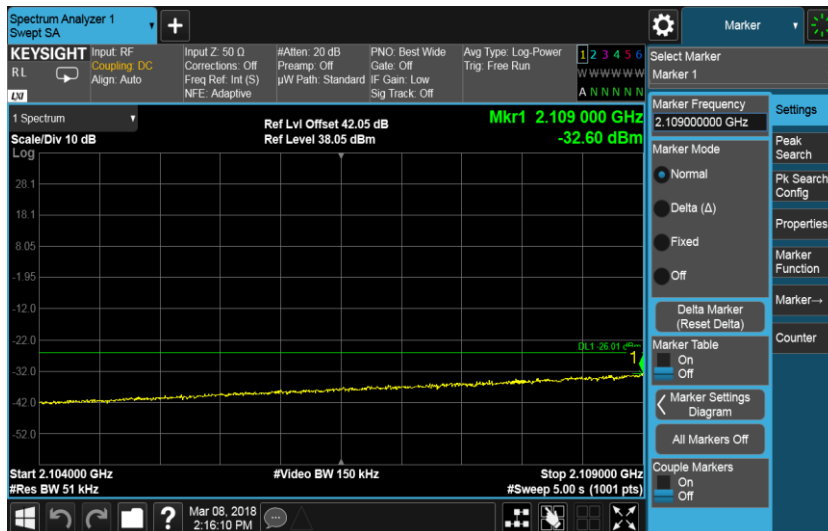 Spectrum Analyzer 1
Swept SA
+
Marker
KEYSIGHT
R L
LXI
Input: RF
Coupling: DC
Align: Auto
Input Z: 50 Ω
Corrections: Off
Freq Ref: Int (S)
NFE: Adaptive
#Atten: 20 dB
Preamp: Off
µW Path: Standard
PNO: Best Wide
Gate: Off
IF Gain: Low
Sig Track: Off
Avg Type: Log-Power
Trig: Free Run
1 2 3 4 5 6
W W W W W W
A N N N N N
Select Marker
Marker 1
1 Spectrum
Scale/Div 10 dB
Log
Ref Lvl Offset 42.05 dB
Ref Level 38.05 dBm
Mkr1 2.109 000 GHz
-32.60 dBm
28.1
18.1
8.05
-1.95
-12.0
-22.0
-32.0
-42.0
-52.0
DL1 -26.01 dBm
1
Start 2.104000 GHz
#Res BW 51 kHz
#Video BW 150 kHz
Stop 2.109000 GHz
#Sweep 5.00 s (1001 pts)
Marker Frequency
2.109000000 GHz
Marker Mode
Normal
Delta (Δ)
Fixed
Off
Delta Marker
(Reset Delta)
Marker Table
On
Off
Marker Settings
Diagram
All Markers Off
Couple Markers
On
Off
Settings
Peak
Search
Pk Search
Config
Properties
Marker
Function
Marker→
Counter
?
Mar 08, 2018
2:16:10 PM